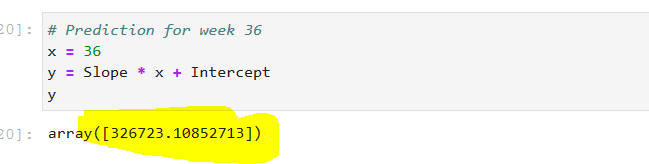 20]: # Prediction for week 36
x = 36
y = Slope * x + Intercept
y
20]: array([326723.10852713])